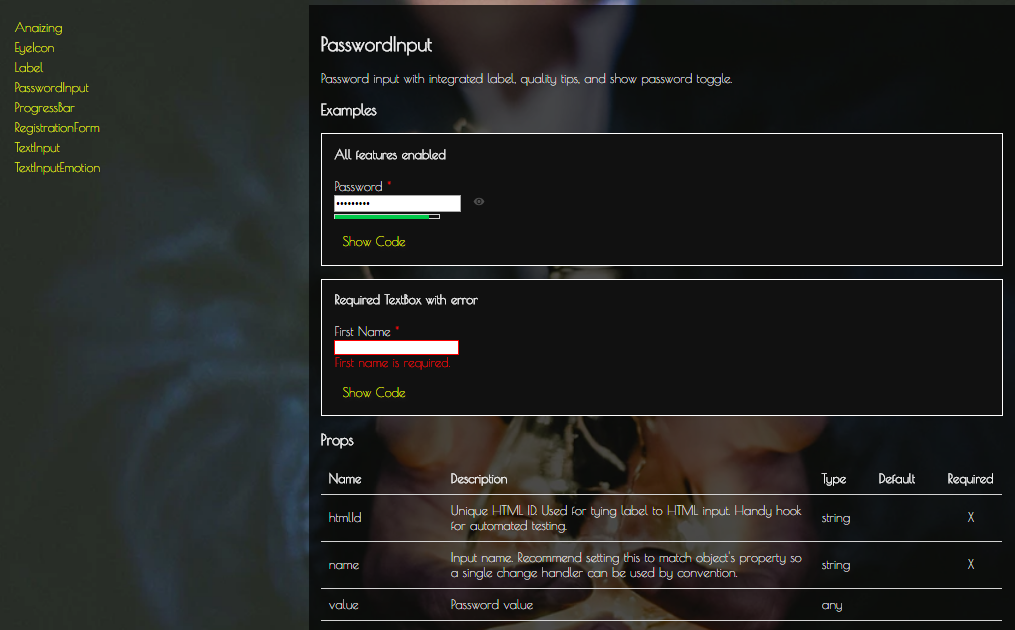 Anaizing
EyeIcon
Label
PasswordInput
ProgressBar
RegistrationForm
TextInput
TextInputEmotion
PasswordInput
Password input with integrated label, quality tips, and show password toggle.
Examples
All features enabled
Password *
•••••••••
Show Code
Required TextBox with error
First Name *
First name is required.
Show Code
Props
Name Description Type Default Required
htmlId Unique HTML ID. Used for tying label to HTML input. Handy hook string X
for automated testing.
name Input name. Recommend setting this to match object's property so string X
a single change handler can be used by convention.
value Password value any